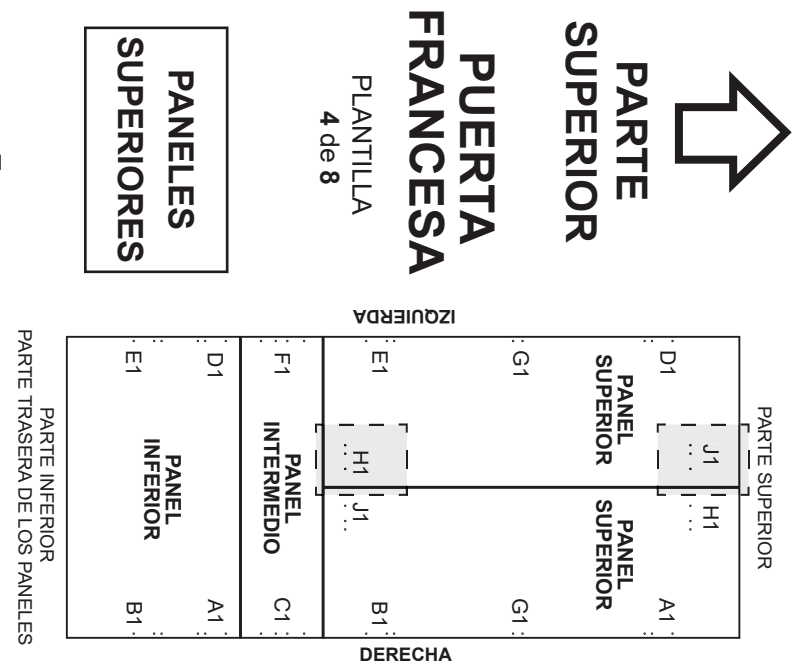 PARTE
SUPERIOR
PUERTA
FRANCESA
PLANTILLA
4 de 8
PANELES
SUPERIORES
PARTE SUPERIOR
IZQUIERDA
D1
J1
H1
A1
PANEL
SUPERIOR
PANEL
SUPERIOR
G1
G1
E1
H1
J1
B1
F1
PANEL
INTERMEDIO
C1
D1
A1
PANEL
INFERIOR
E1
B1
DERECHA
PARTE INFERIOR
PARTE TRASERA DE LOS PANELES